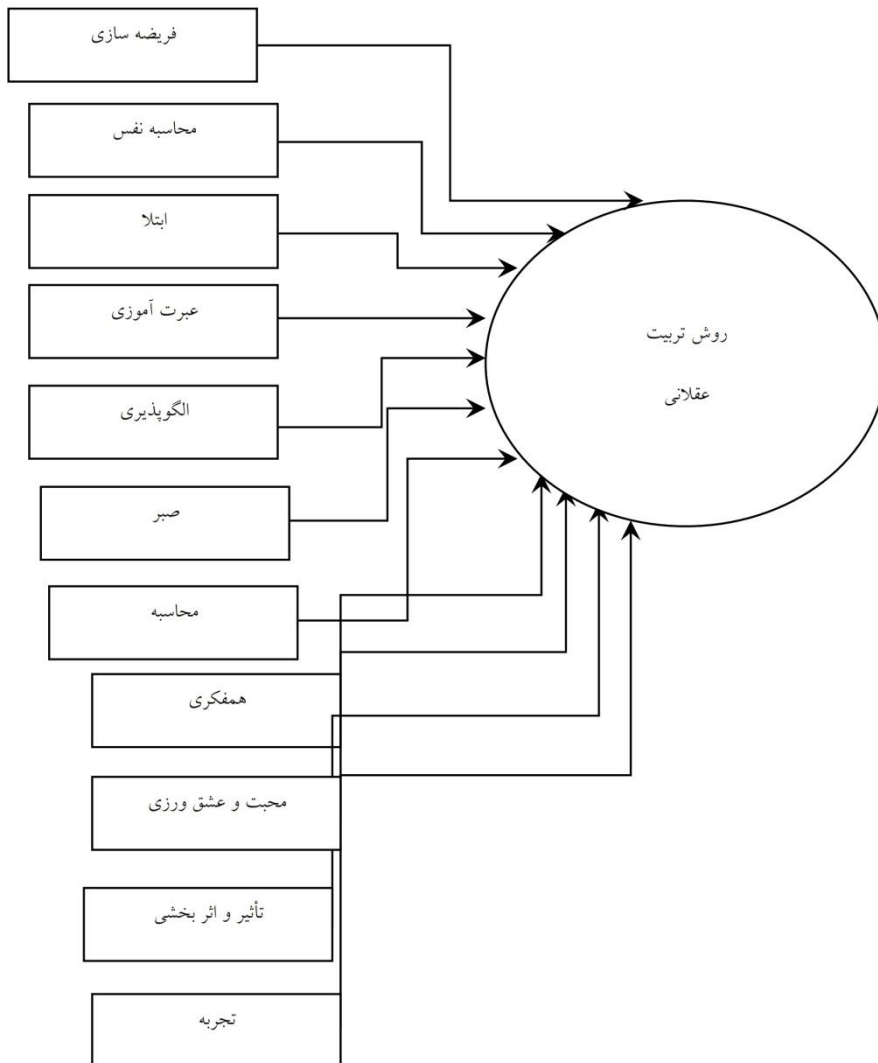 فریضه سازی
محاسبه نفس
ابتلا
عبرت آموزی
الگوپذیری
صبر
محاسبه
همفکری
محبت و عشق ورزی
تأثیر و اثر بخشی
تجربه
روش تربیت
عقلانی